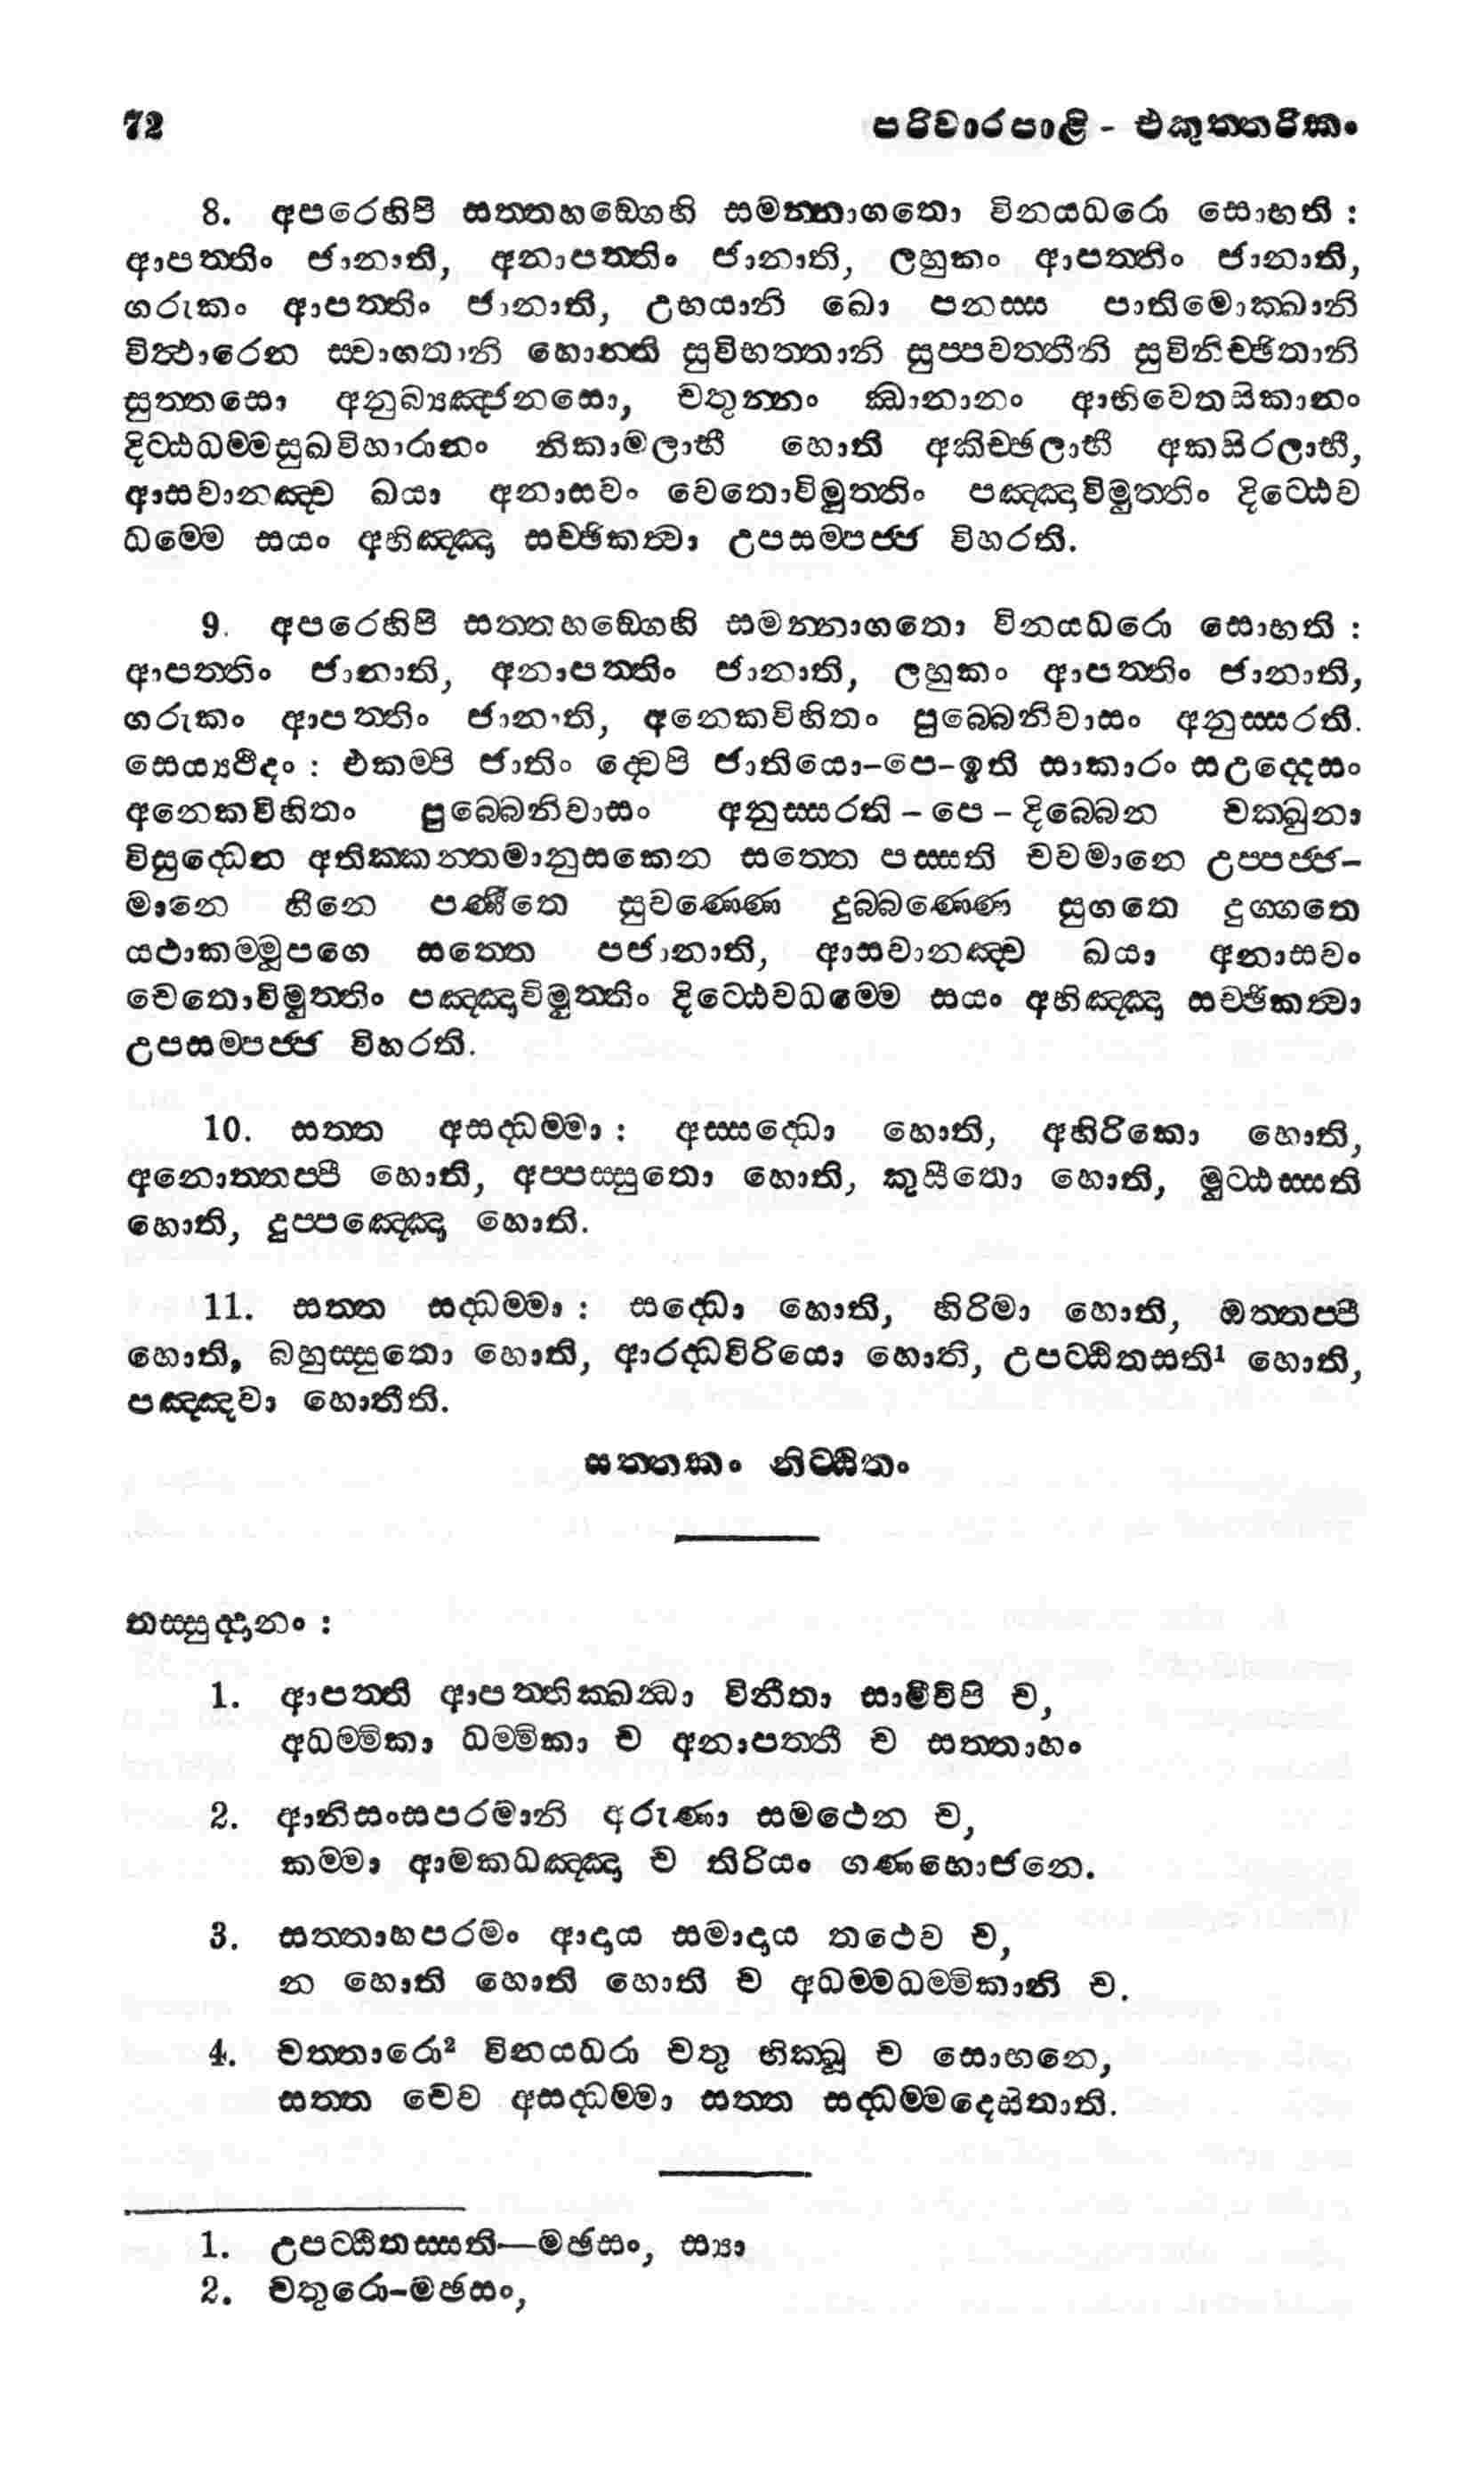 72
පරිවාරපාළි - එකුත්තරිකං
8. අපරෙහිපි සත්තහඞ්ගෙහි සමන්නාගතො විනයධරො සොභති :
ආපත්තිං ජානාති, අනාපත්තිං ජානාති, ලහුකං ආපත්තිං ජානාති,
ගරුකං ආපත්තිං ජානාති, උභයානි ඛො පනස්ස පාතිමොක්ඛානි
විත්ථාරෙන ස්වාගතානි හොන්ති සුවිභත්තානි සුප්පවත්තීනි සුවිනිච්ඡිතානි
සුත්තසො අනුබ්යඤ්ජනසො, චතුන්නං ඣානානං ආභිචෙතසිකානං
දිට්ඨධම්මසුඛවිහාරානං නිකාමලාභී හොති අකිච්ඡලාභී අකසිරලාභී,
ආසවානඤ්ච ඛයා අනාසවං චෙතොවිමුත්තිං පඤ්ඤාවිමුත්තිං දිට්ඨෙව
ධම්මෙ සයං අභිඤ්ඤා සච්ඡිකත්වා උපසම්පජ්ජ විහරති.
9. අපරෙහිපි සත්තහඞ්ගෙහි සමන්නාගතො විනයධරො සොභති :
ආපත්තිං ජානාති, අනාපත්තිං ජානාති, ලහුකං ආපත්තිං ජානාති,
ගරුකං ආපත්තිං ජානාති, අනෙකවිහිතං පුබ්බෙනිවාසං අනුස්සරති.
සෙය්යථිදං : එකම්පි ජාතිං ද්වෙපි ජාතියො-පෙ-ඉති සාකාරං සඋද්දෙසං
අනෙකවිහිතං පුබ්බෙනිවාසං අනුස්සරති – පෙ – දිබ්බෙන චක්ඛුනා
විසුද්ධෙන අතික්කන්තමානුසකෙන සත්තෙ පස්සති චවමානෙ උප්පජ්ජ-
මානෙ හීනෙ පණීතෙ සුවණ්ණෙ දුබ්බණ්ණෙ සුගතෙ දුග්ගතෙ
යථාකම්මූපගෙ සත්තෙ පජානාති, ආසවානඤ්ච ඛයා අනාසවං
චෙතොවිමුත්තිං පඤ්ඤාවිමුත්තිං දිට්ඨෙවධම්මෙ සයං අභිඤ්ඤා සච්ඡිකත්වා
උපසම්පජ්ජ විහරති.
10. සත්ත අසද්ධම්මා : අස්සද්ධො හොති, අහිරිකො හොති,
අනොත්තප්පී හොති, අප්පස්සුතො හොති, කුසීතො හොති, මුට්ඨස්සති
හොති, දුප්පඤ්ඤො හොති.
11. සත්ත සද්ධම්මා : සද්ධො හොති, හිරිමා හොති, ඔත්තප්පී
හොති, බහුස්සුතො හොති, ආරද්ධවිරියො හොති, උපට්ඨිතසති¹ හොති,
පඤ්ඤවා හොතීති.
සත්තකං නිට්ඨිතං
තස්සුද්දානං :
1. ආපත්ති ආපත්තික්ඛන්ධා විනීතා සාමීචිපි ච,
අධම්මිකා ධම්මිකා ච අනාපත්තී ච සත්තාහං
2. ආනිසංසපරමානි අරුණා සමථෙන ච,
කම්මා ආමකධඤ්ඤා ච තිරියං ගණභොජනෙ.
3. සත්තාහපරමං ආදාය සමාදාය තථෙව ච,
න හොති හොති හොති ච අධම්මධම්මිකානි ච.
4. චත්තාරො² විනයධරා චතු භික්ඛූ ච සොභනෙ,
සත්ත චෙව අසද්ධම්මා සත්ත සද්ධම්මදෙසිතාති.
1. උපට්ඨිතස්සති—මඡසං, ස්යා
2. චතුරො-මඡසං,